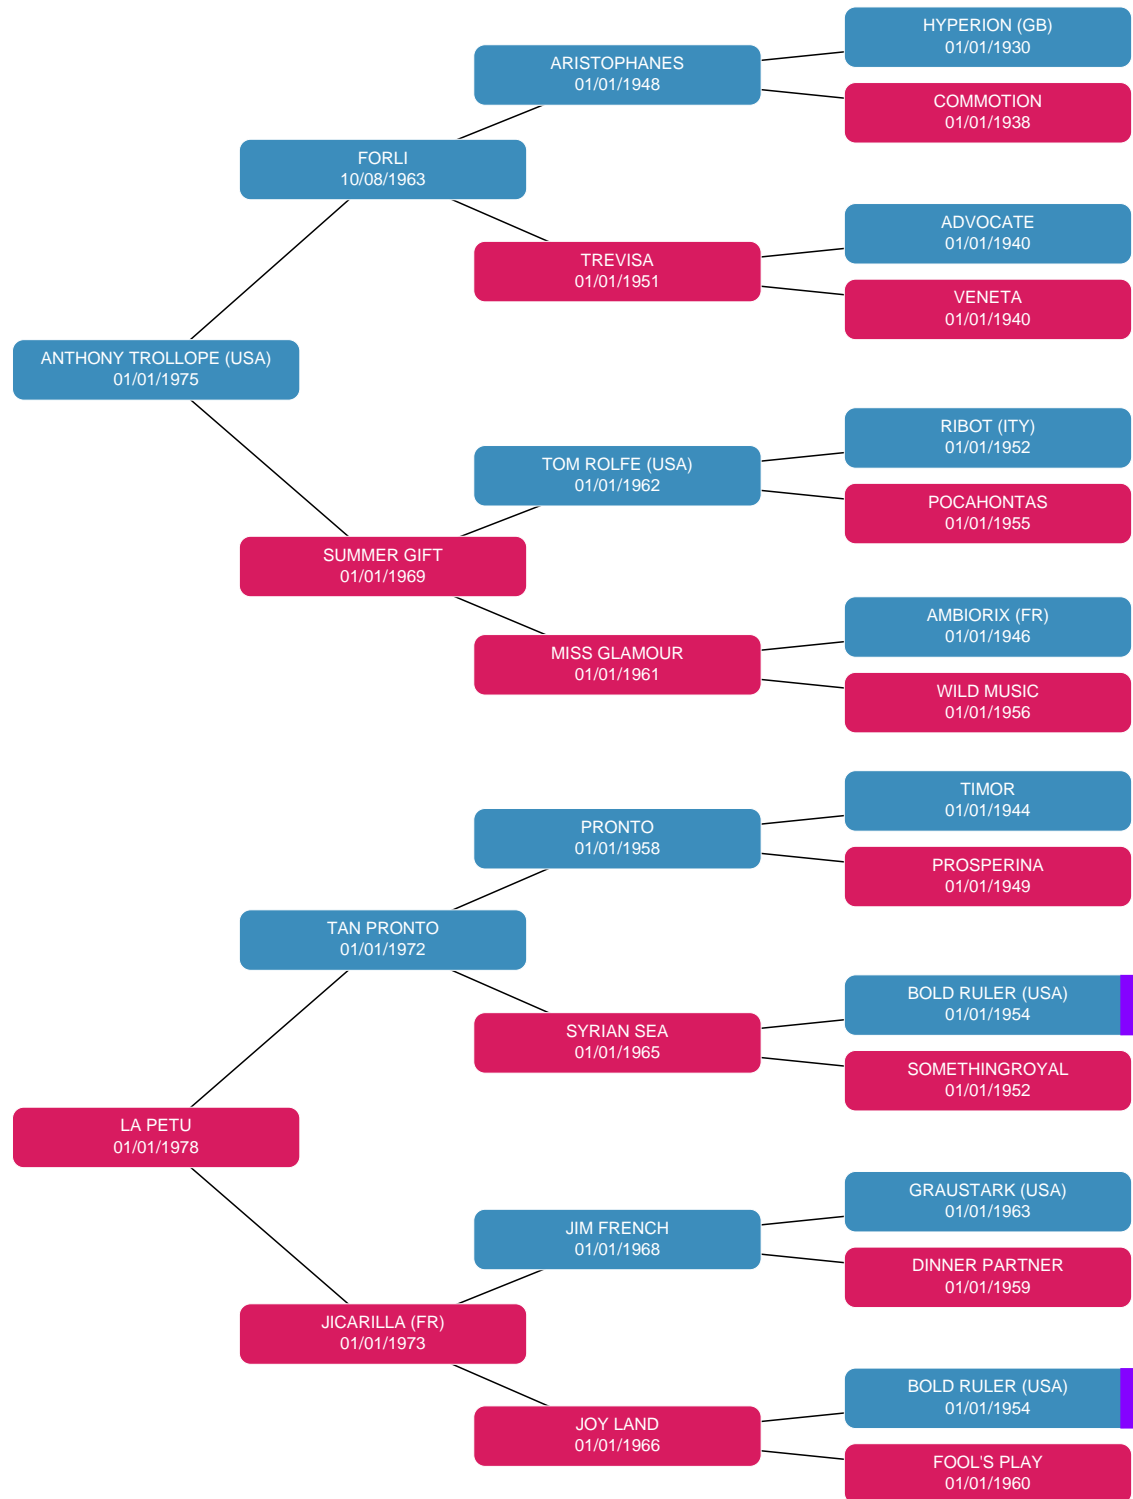 HYPERION (GB)
01/01/1930
ARISTOPHANES
01/01/1948
COMMOTION
01/01/1938
FORLI
10/08/1963
ADVOCATE
01/01/1940
TREVISA
01/01/1951
VENETA
01/01/1940
ANTHONY TROLLOPE (USA)
01/01/1975
RIBOT (ITY)
01/01/1952
TOM ROLFE (USA)
01/01/1962
POCAHONTAS
01/01/1955
SUMMER GIFT
01/01/1969
AMBIORIX (FR)
01/01/1946
MISS GLAMOUR
01/01/1961
WILD MUSIC
01/01/1956
TIMOR
01/01/1944
PRONTO
01/01/1958
PROSPERINA
01/01/1949
TAN PRONTO
01/01/1972
BOLD RULER (USA)
01/01/1954
SYRIAN SEA
01/01/1965
SOMETHINGROYAL
01/01/1952
LA PETU
01/01/1978
GRAUSTARK (USA)
01/01/1963
JIM FRENCH
01/01/1968
DINNER PARTNER
01/01/1959
JICARILLA (FR)
01/01/1973
BOLD RULER (USA)
01/01/1954
JOY LAND
01/01/1966
FOOL'S PLAY
01/01/1960